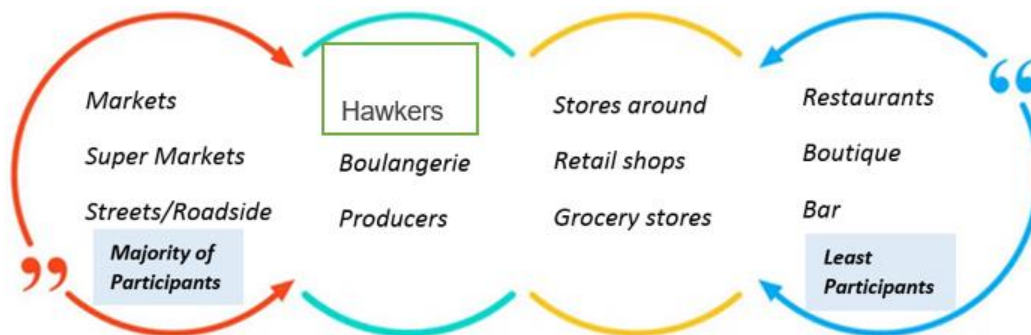 Markets
Super Markets
Streets/Roadside
Majority of
Participants
Hawkers
Boulangerie
Producers
Stores around
Retail shops
Grocery stores
Restaurants
Boutique
Bar
Least
Participants